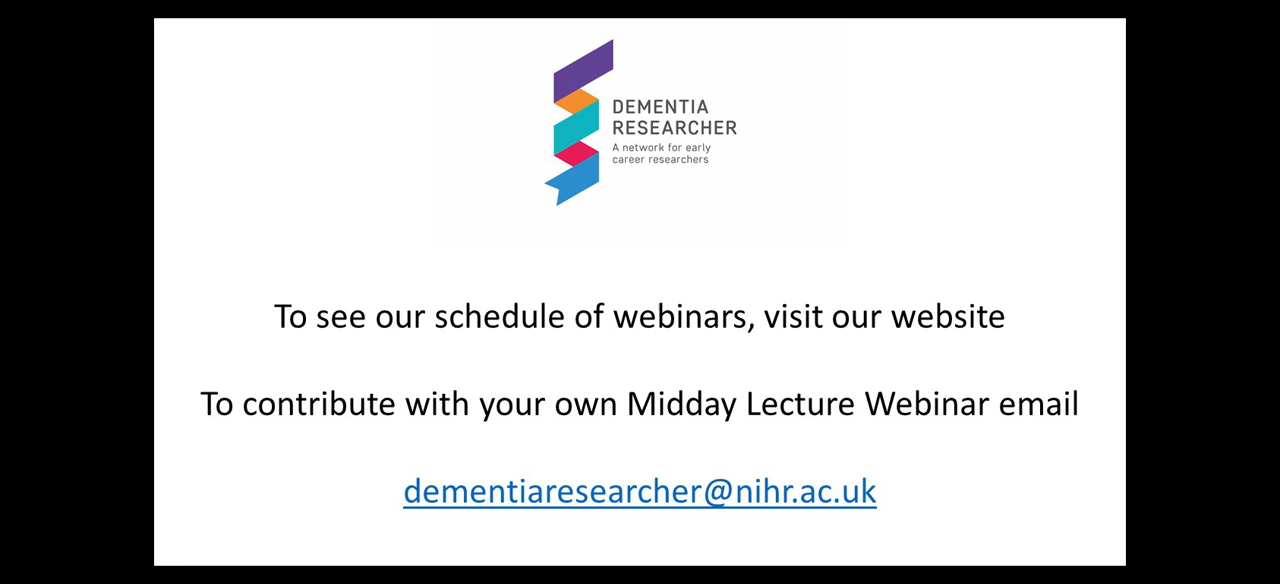 DEMENTIA
RESEARCHER
A network for early
career researchers
To see our schedule of webinars, visit our website
To contribute with your own Midday Lecture Webinar email
dementiaresearcher@nihr.ac.uk